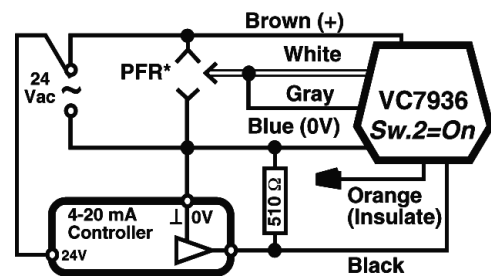 Brown (+)
White
PFR*
24
Vac
~
Gray
VC7936
Sw.2=On
Blue (0V)
510 Ω
Orange
(Insulate)
4-20 mA
Controller
⊥ 0V
24V
Black